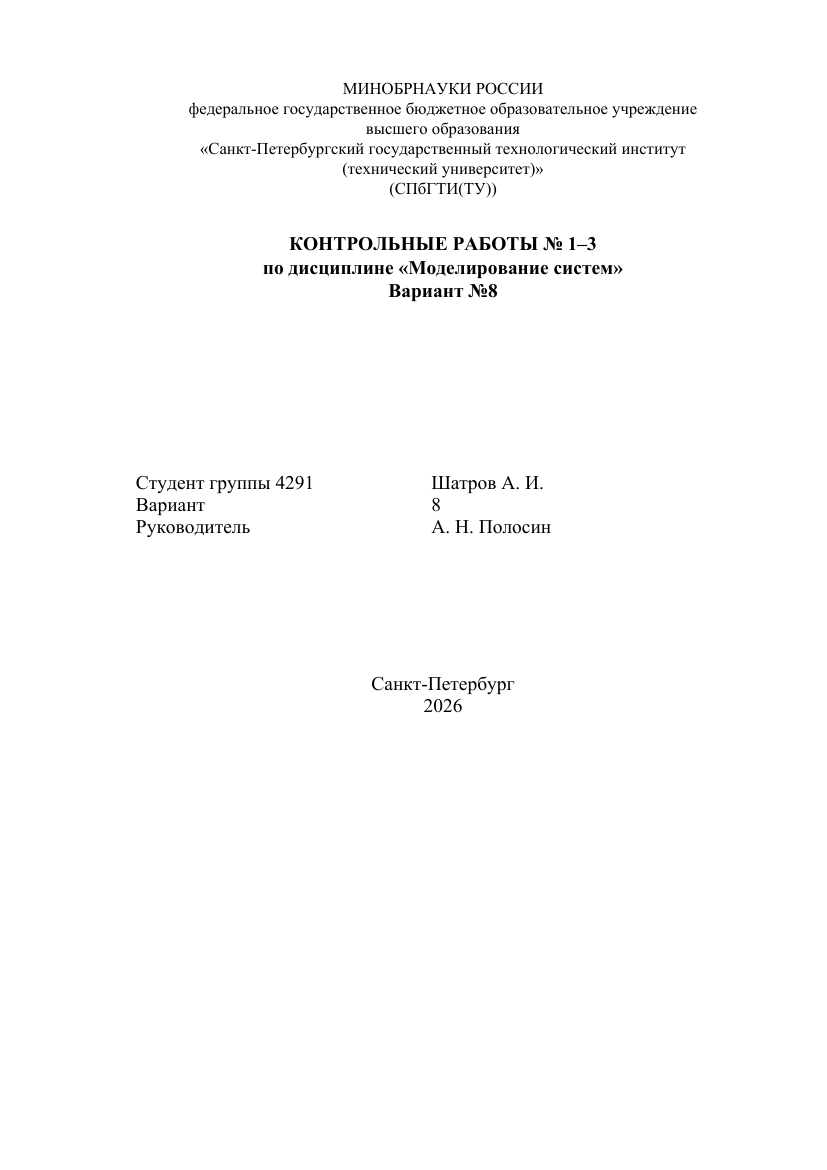 МИНОБРНАУКИ РОССИИ
федеральное государственное бюджетное образовательное учреждение
высшего образования
«Санкт-Петербургский государственный технологический институт
(технический университет)»
(СПбГТИ(ТУ))
КОНТРОЛЬНЫЕ РАБОТЫ № 1–3
по дисциплине «Моделирование систем»
Вариант №8
Студент группы 4291 Шатров А. И.
Вариант 8
Руководитель А. Н. Полосин
Санкт-Петербург
2026